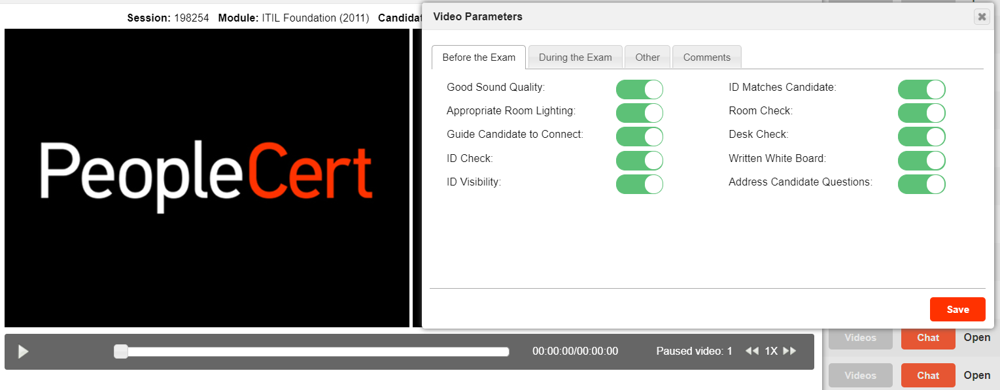 Session: 198254 Module: ITIL Foundation (2011) Candidat
PeopleCert
00:00:00/00:00:00 Paused video: 1 1X
Video Parameters
Before the Exam During the Exam Other Comments
Good Sound Quality: ID Matches Candidate:
Appropriate Room Lighting: Room Check:
Guide Candidate to Connect: Desk Check:
ID Check: Written White Board:
ID Visibility: Address Candidate Questions:
Save
Videos Chat Open
Videos Chat Open